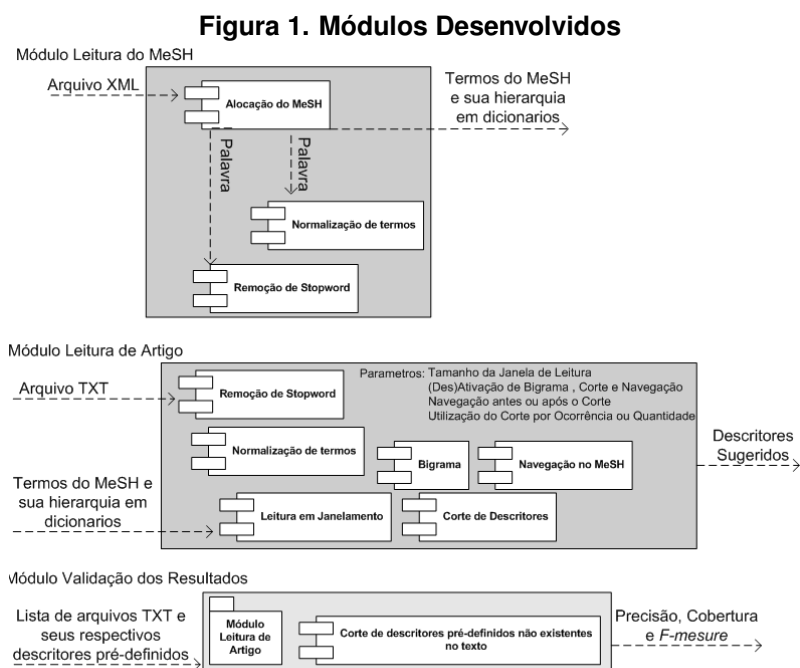 Figura 1. Módulos Desenvolvidos
Módulo Leitura do MeSH
Arquivo XML
Alocação do MeSH
Termos do MeSH
e sua hierarquia
em dicionarios
Palavra
Palavra
Normalização de termos
Remoção de Stopword
Módulo Leitura de Artigo
Arquivo TXT
Remoção de Stopword
Parametros: Tamanho da Janela de Leitura
(Des)Ativação de Bigrama , Corte e Navegação
Navegação antes ou após o Corte
Utilização do Corte por Ocorrência ou Quantidade
Normalização de termos
Bigrama
Navegação no MeSH
Descritores
Sugeridos
Termos do MeSH e
sua hierarquia em
dicionarios
Leitura em Janelamento
Corte de Descritores
Módulo Validação dos Resultados
Lista de arquivos TXT e
seus respectivos
descritores pré-definidos
Módulo
Leitura de
Artigo
Corte de descritores pré-definidos não existentes
no texto
Precisão, Cobertura
e F-mesure